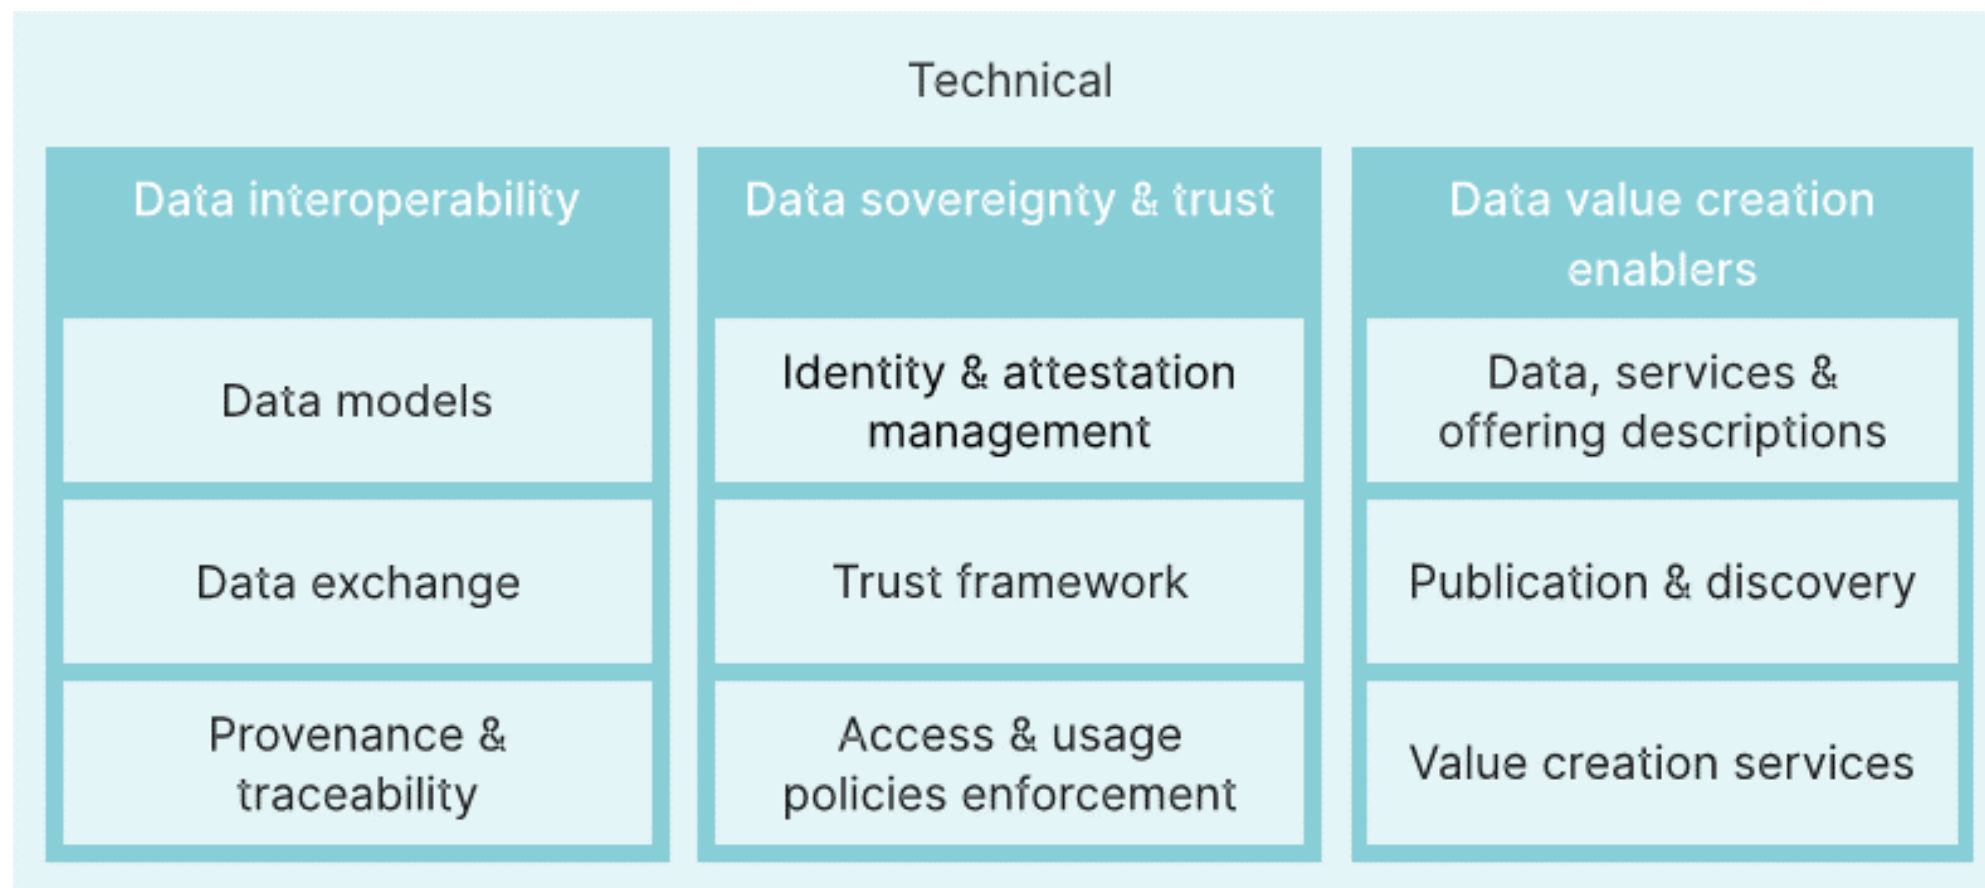 Technical
Data interoperability
Data models
Data exchange
Provenance &
traceability
Data sovereignty & trust
Identity & attestation
management
Trust framework
Access & usage
policies enforcement
Data value creation
enablers
Data, services &
offering descriptions
Publication & discovery
Value creation services